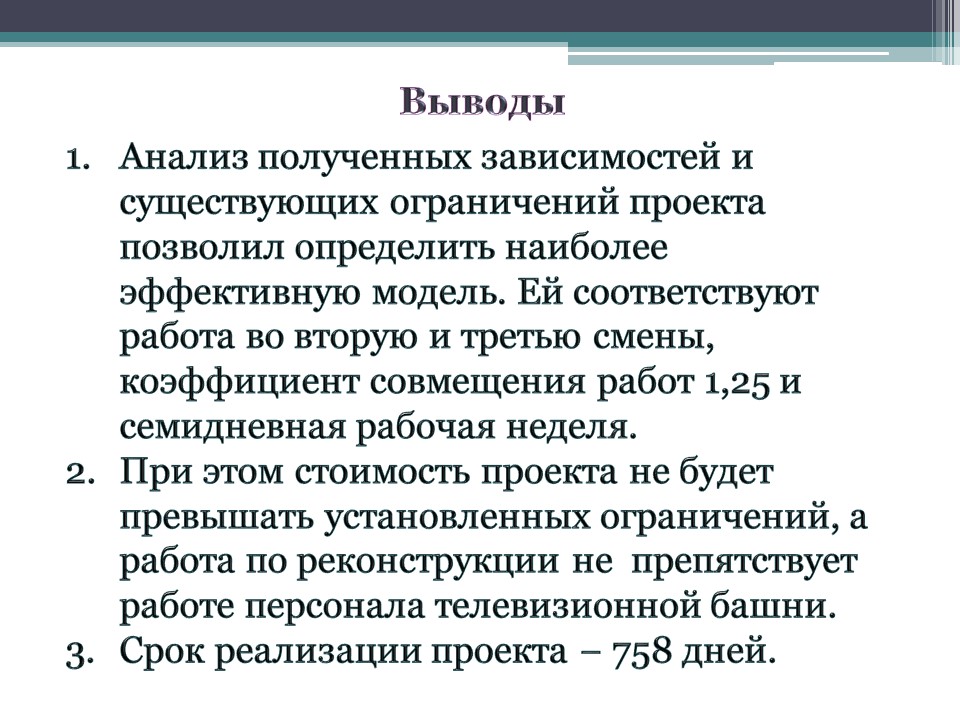 Выводы
1. Анализ полученных зависимостей и
существующих ограничений проекта
позволил определить наиболее
эффективную модель. Ей соответствуют
работа во вторую и третью смены,
коэффициент совмещения работ 1,25 и
семидневная рабочая неделя.
2. При этом стоимость проекта не будет
превышать установленных ограничений, а
работа по реконструкции не препятствует
работе персонала телевизионной башни.
3. Срок реализации проекта – 758 дней.